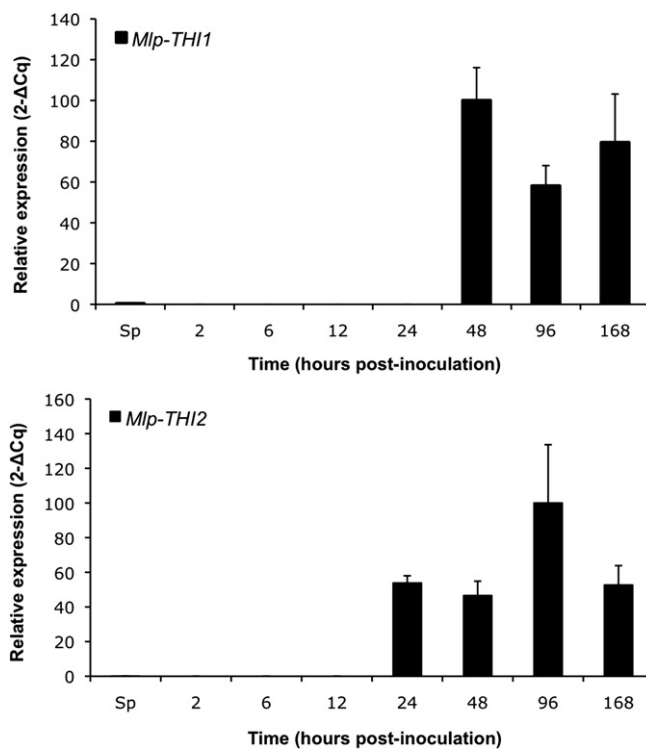 140
Mlp-THI1
120
100
80
60
40
20
0
Relative expression (2-ΔCq)
Sp 2 6 12 24 48 96 168
Time (hours post-inoculation)
160
Mlp-THI2
140
120
100
80
60
40
20
0
Relative expression (2-ΔCq)
Sp 2 6 12 24 48 96 168
Time (hours post-inoculation)